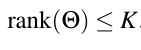 rank(Θ) ≤ K.